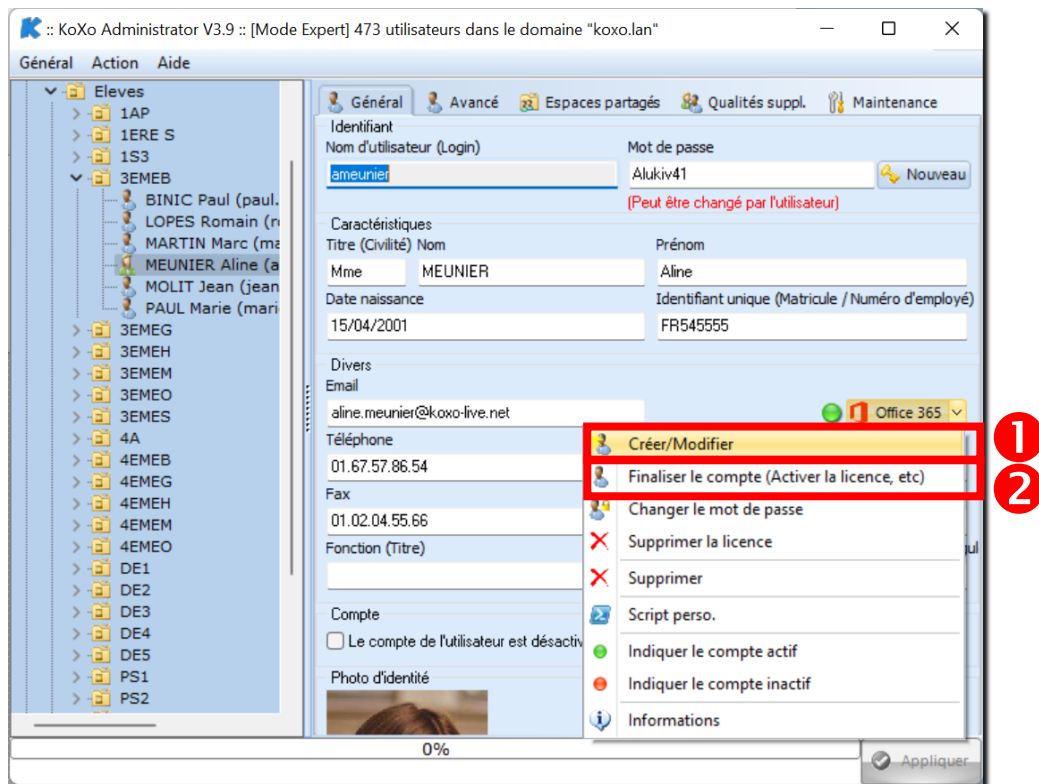 :: KoXo Administrator V3.9 :: [Mode Expert] 473 utilisateurs dans le domaine "koxo.lan"
Général Action Aide
Eleves
1AP
1ERE S
1S3
3EMEB
BINIC Paul (paul.
LOPES Romain (r
MARTIN Marc (ma
MEUNIER Aline (a
MOLIT Jean (jean
PAUL Marie (mari
3EMEG
3EMEH
3EMEM
3EMEO
3EMES
4A
4EMEB
4EMEG
4EMEH
4EMEM
4EMEO
DE1
DE2
DE3
DE4
DE5
PS1
PS2
Général Avancé Espaces partagés Qualités suppl. Maintenance
Identifiant
Nom d'utilisateur (Login) Mot de passe
ameunier Alukiv41 Nouveau
(Peut être changé par l'utilisateur)
Caractéristiques
Titre (Civilité) Nom Prénom
Mme MEUNIER Aline
Date naissance Identifiant unique (Matricule / Numéro d'employé)
15/04/2001 FR545555
Divers
Email
aline.meunier@koxo-live.net Office 365
Téléphone
01.67.57.86.54
Fax
01.02.04.55.66
Fonction (Titre) gul
Compte
Le compte de l'utilisateur est désactiv
Photo d'identité
Créer/Modifier 1
Finaliser le compte (Activer la licence, etc) 2
Changer le mot de passe
Supprimer la licence
Supprimer
Script perso.
Indiquer le compte actif
Indiquer le compte inactif
Informations
0%
Appliquer